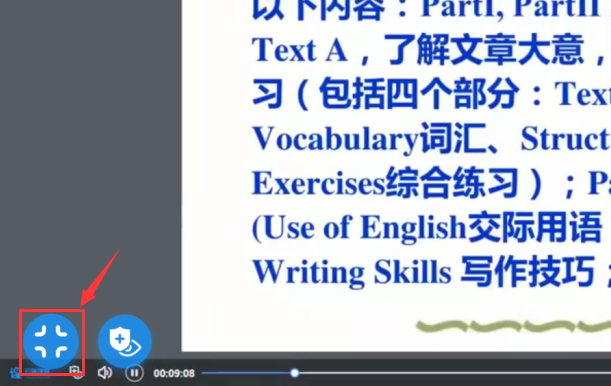 以下内容：PartI, PartII
Text A，了解文章大意，
习（包括四个部分：Text
Vocabulary词汇、Struct
Exercises综合练习）；Pa
(Use of English交际用语
Writing Skills 写作技巧；
00:09:08